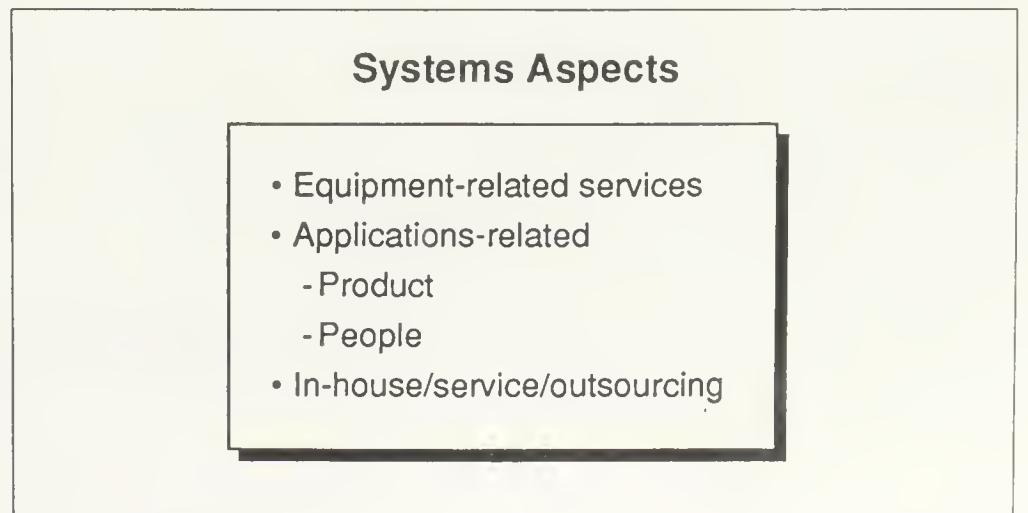 Systems Aspects
• Equipment-related services
• Applications-related
- Product
- People
• In-house/service/outsourcing